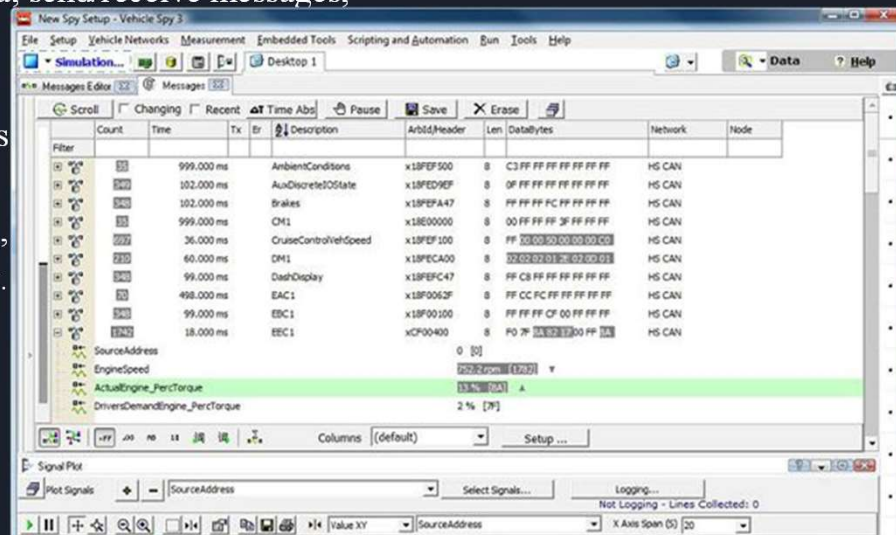 send/receive messages,
New Spy Setup - Vehicle Spy 3
File Setup Vehicle Networks Measurement Embedded Tools Scripting and Automation Run Tools Help
Simulation... Desktop 1 Data ? Help
Messages Editor Messages
Scroll Changing Recent ΔT Time Abs Pause Save Erase
Count Time Tx Er Description ArbId/Header Len DataBytes Network Node
Filter
35 999.000 ms AmbientConditions x18FEF500 8 C3 FF FF FF FF FF FF FF HS CAN
349 102.000 ms AuxDiscreteIOState x18FED9EF 8 0F FF FF FF FF FF FF FF HS CAN
348 102.000 ms Brakes x18FEFA47 8 FF FF FF FC FF FF FF FF HS CAN
35 999.000 ms CM1 x18E00000 8 00 FF FF FF 3F FF FF FF HS CAN
697 36.000 ms CruiseControlVehSpeed x18FEF100 8 FF 00 00 50 00 00 00 C0 HS CAN
210 60.000 ms DM1 x18FECA00 8 02 02 02 01 2E 02 0D 01 HS CAN
348 99.000 ms DashDisplay x18FEFC47 8 FF C8 FF FF FF FF FF FF HS CAN
70 498.000 ms EAC1 x18F0062F 8 FF CC FC FF FF FF FF FF HS CAN
348 99.000 ms EBC1 x18F00100 8 FF FF FF CF 00 FF FF FF HS CAN
1742 18.000 ms EEC1 xCF00400 8 F0 7F 8A 82 17 00 FF 8A HS CAN
SourceAddress 0 [0]
EngineSpeed 752.2 rpm [1782]
ActualEngine_PercTorque 13 % [8A]
DriversDemandEngine_PercTorque 2 % [7F]
Columns (default) Setup ...
Signal Plot
Plot Signals SourceAddress Select Signals... Logging...
Not Logging - Lines Collected: 0
Value XY SourceAddress X Axis Span (S) 20